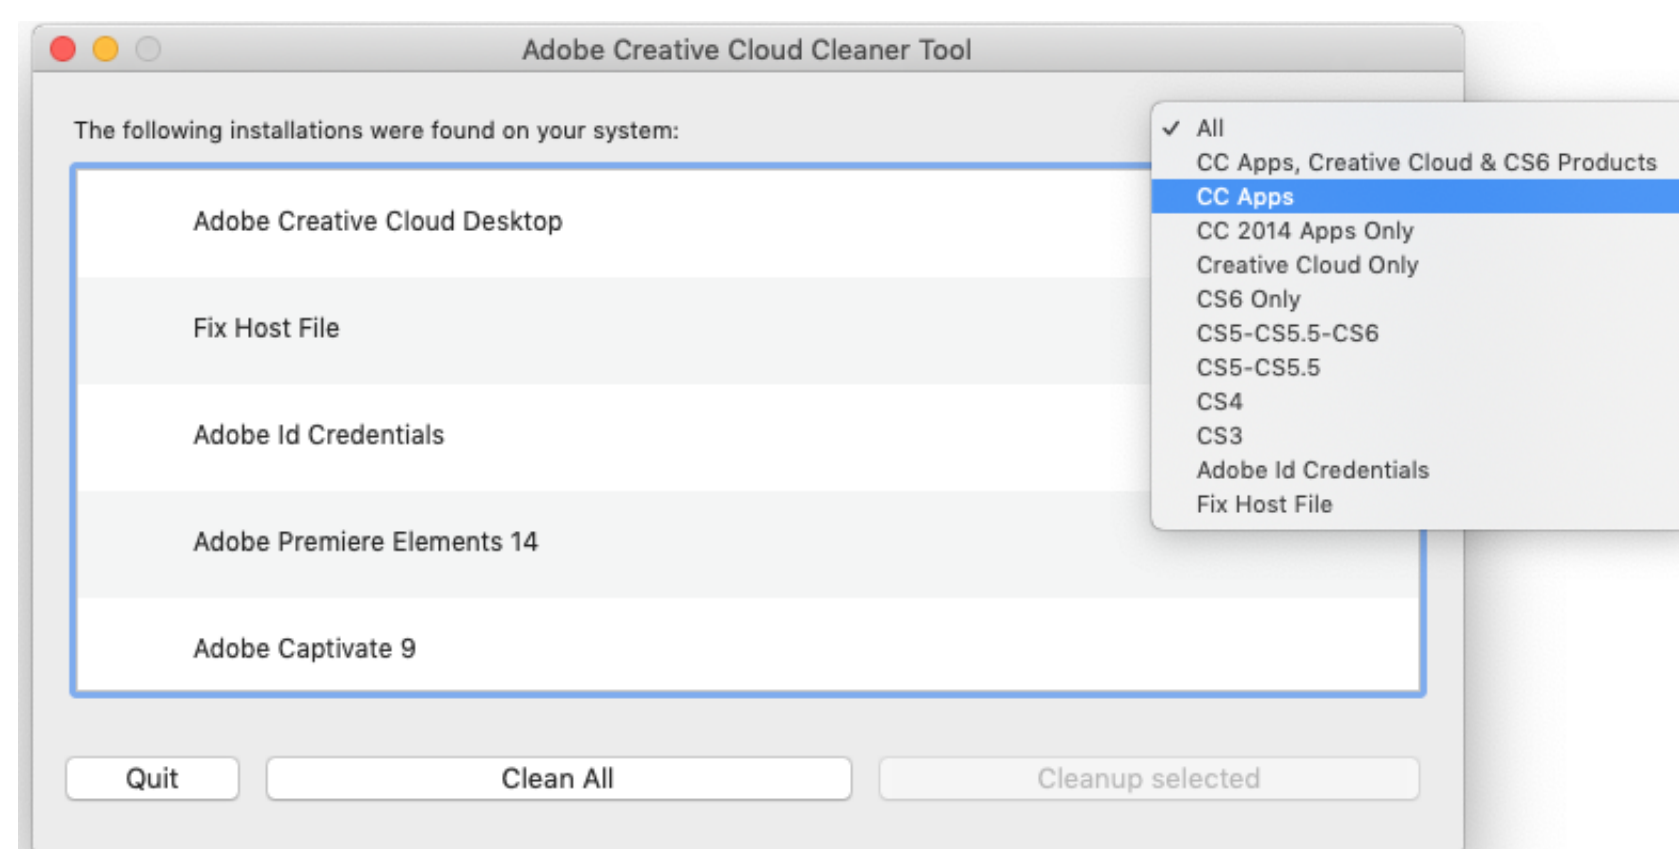 Adobe Creative Cloud Cleaner Tool
The following installations were found on your system:
Adobe Creative Cloud Desktop
Fix Host File
Adobe Id Credentials
Adobe Premiere Elements 14
Adobe Captivate 9
All
CC Apps, Creative Cloud & CS6 Products
CC Apps
CC 2014 Apps Only
Creative Cloud Only
CS6 Only
CS5-CS5.5-CS6
CS5-CS5.5
CS4
CS3
Adobe Id Credentials
Fix Host File
Quit
Clean All
Cleanup selected